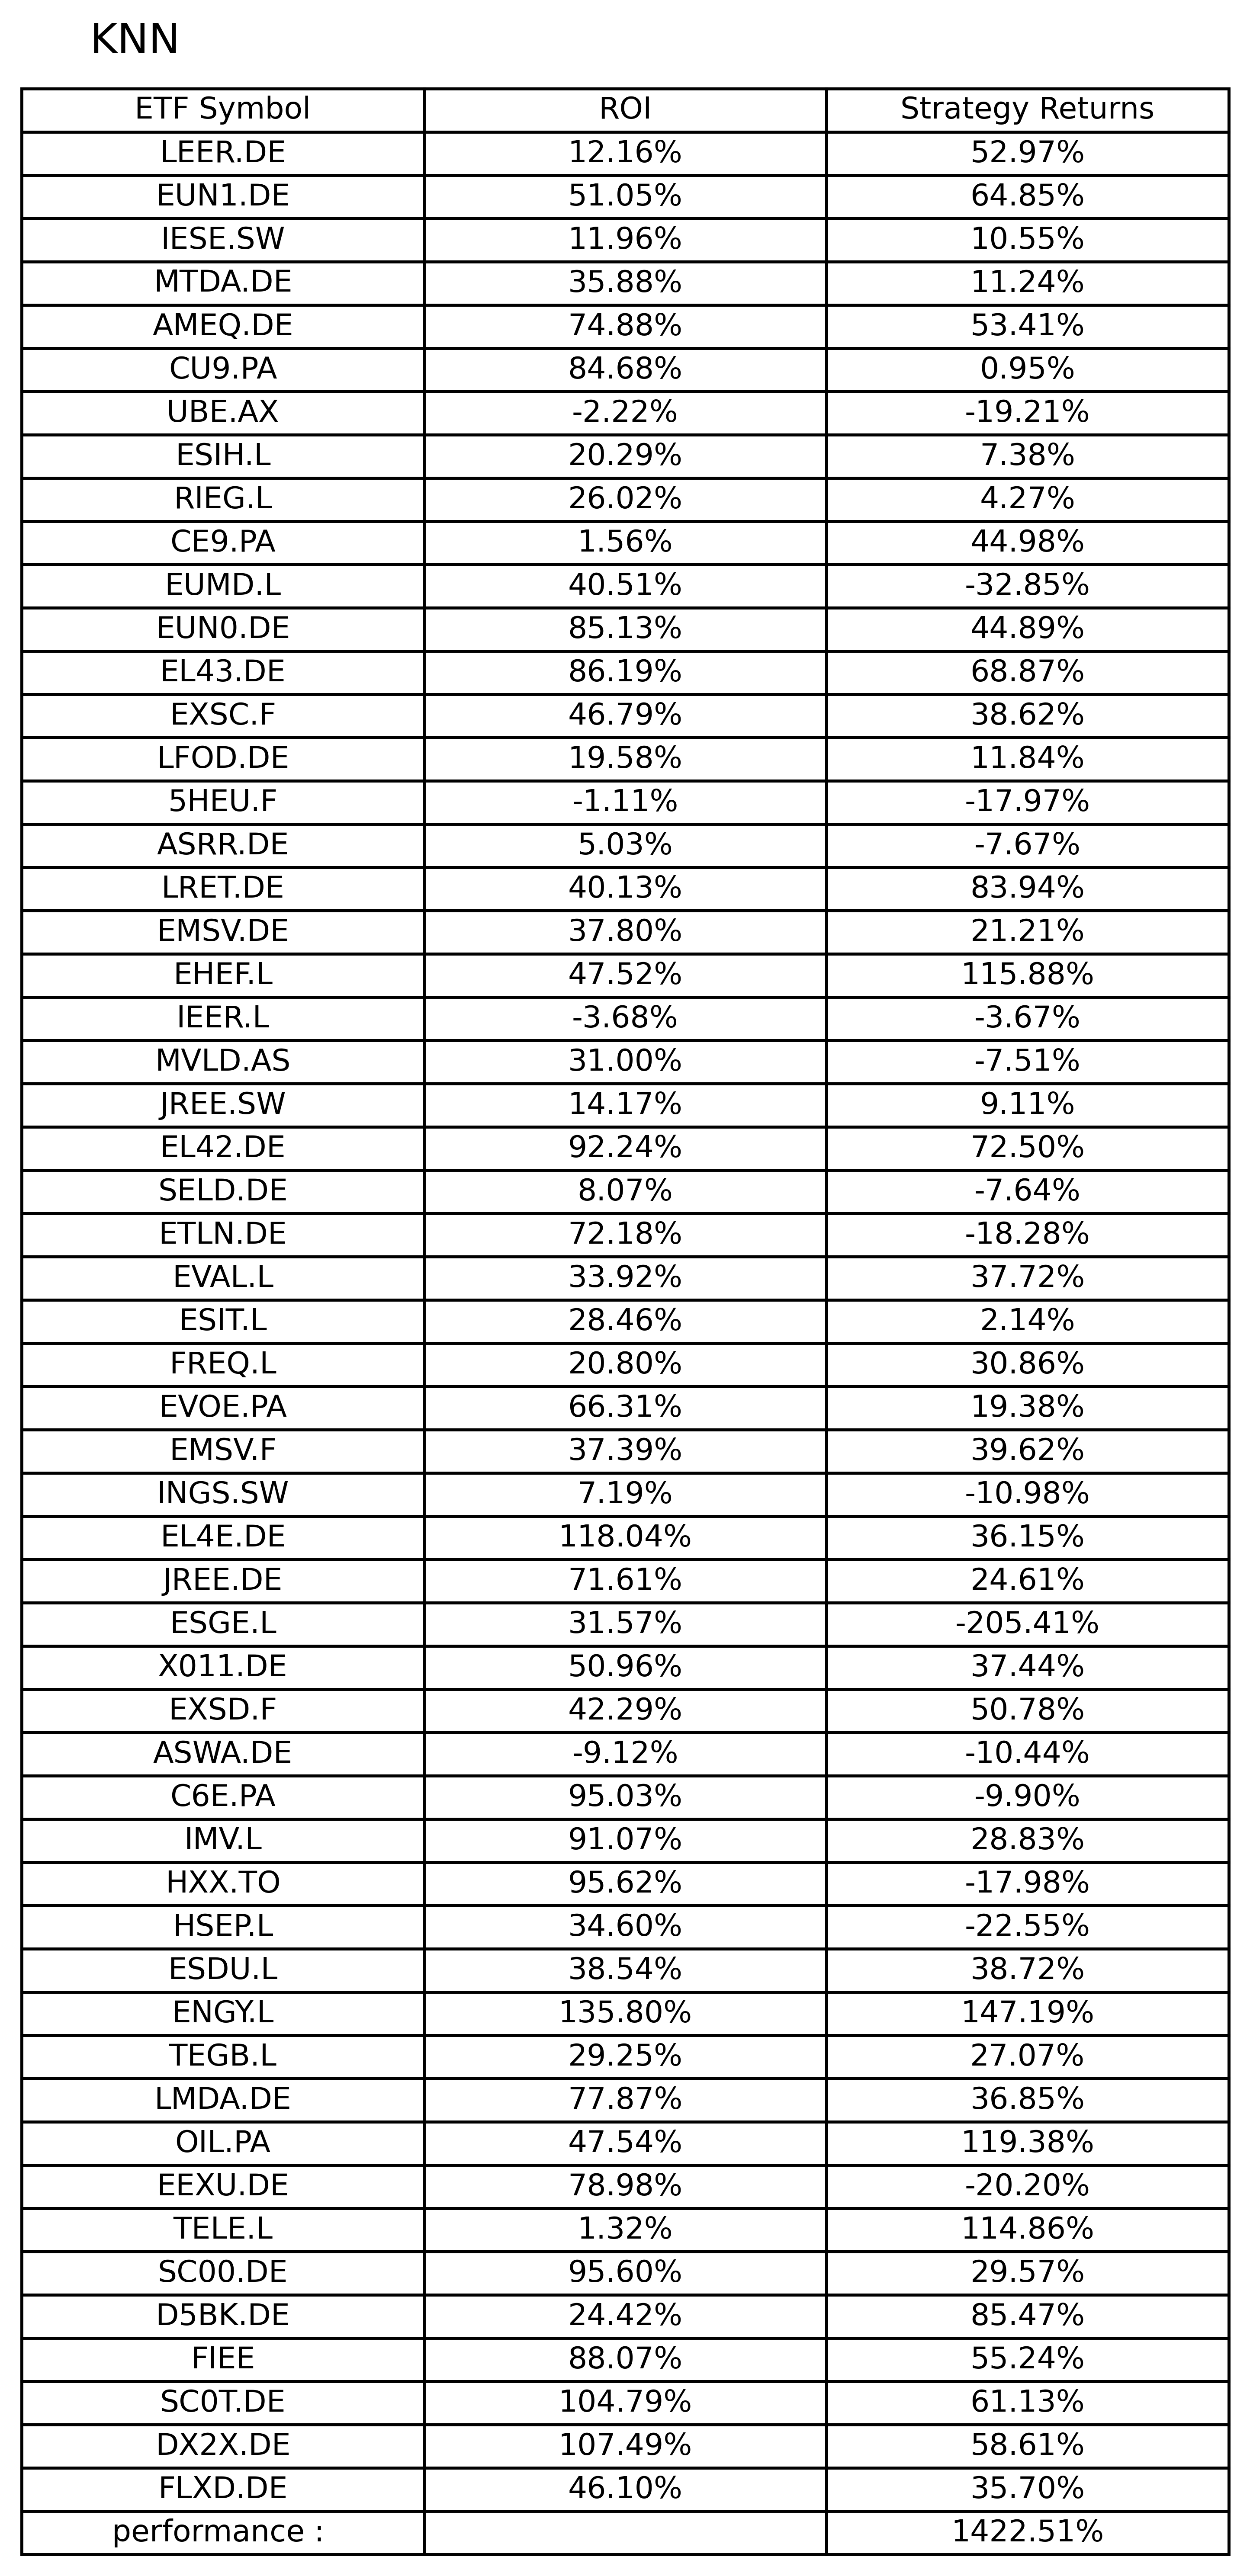 KNN
ETF Symbol ROI Strategy Returns
LEER.DE 12.16% 52.97%
EUN1.DE 51.05% 64.85%
IESE.SW 11.96% 10.55%
MTDA.DE 35.88% 11.24%
AMEQ.DE 74.88% 53.41%
CU9.PA 84.68% 0.95%
UBE.AX -2.22% -19.21%
ESIH.L 20.29% 7.38%
RIEG.L 26.02% 4.27%
CE9.PA 1.56% 44.98%
EUMD.L 40.51% -32.85%
EUN0.DE 85.13% 44.89%
EL43.DE 86.19% 68.87%
EXSC.F 46.79% 38.62%
LFOD.DE 19.58% 11.84%
5HEU.F -1.11% -17.97%
ASRR.DE 5.03% -7.67%
LRET.DE 40.13% 83.94%
EMSV.DE 37.80% 21.21%
EHEF.L 47.52% 115.88%
IEER.L -3.68% -3.67%
MVLD.AS 31.00% -7.51%
JREE.SW 14.17% 9.11%
EL42.DE 92.24% 72.50%
SELD.DE 8.07% -7.64%
ETLN.DE 72.18% -18.28%
EVAL.L 33.92% 37.72%
ESIT.L 28.46% 2.14%
FREQ.L 20.80% 30.86%
EVOE.PA 66.31% 19.38%
EMSV.F 37.39% 39.62%
INGS.SW 7.19% -10.98%
EL4E.DE 118.04% 36.15%
JREE.DE 71.61% 24.61%
ESGE.L 31.57% -205.41%
X011.DE 50.96% 37.44%
EXSD.F 42.29% 50.78%
ASWA.DE -9.12% -10.44%
C6E.PA 95.03% -9.90%
IMV.L 91.07% 28.83%
HXX.TO 95.62% -17.98%
HSEP.L 34.60% -22.55%
ESDU.L 38.54% 38.72%
ENGY.L 135.80% 147.19%
TEGB.L 29.25% 27.07%
LMDA.DE 77.87% 36.85%
OIL.PA 47.54% 119.38%
EEXU.DE 78.98% -20.20%
TELE.L 1.32% 114.86%
SC00.DE 95.60% 29.57%
D5BK.DE 24.42% 85.47%
FIEE 88.07% 55.24%
SC0T.DE 104.79% 61.13%
DX2X.DE 107.49% 58.61%
FLXD.DE 46.10% 35.70%
performance : 1422.51%